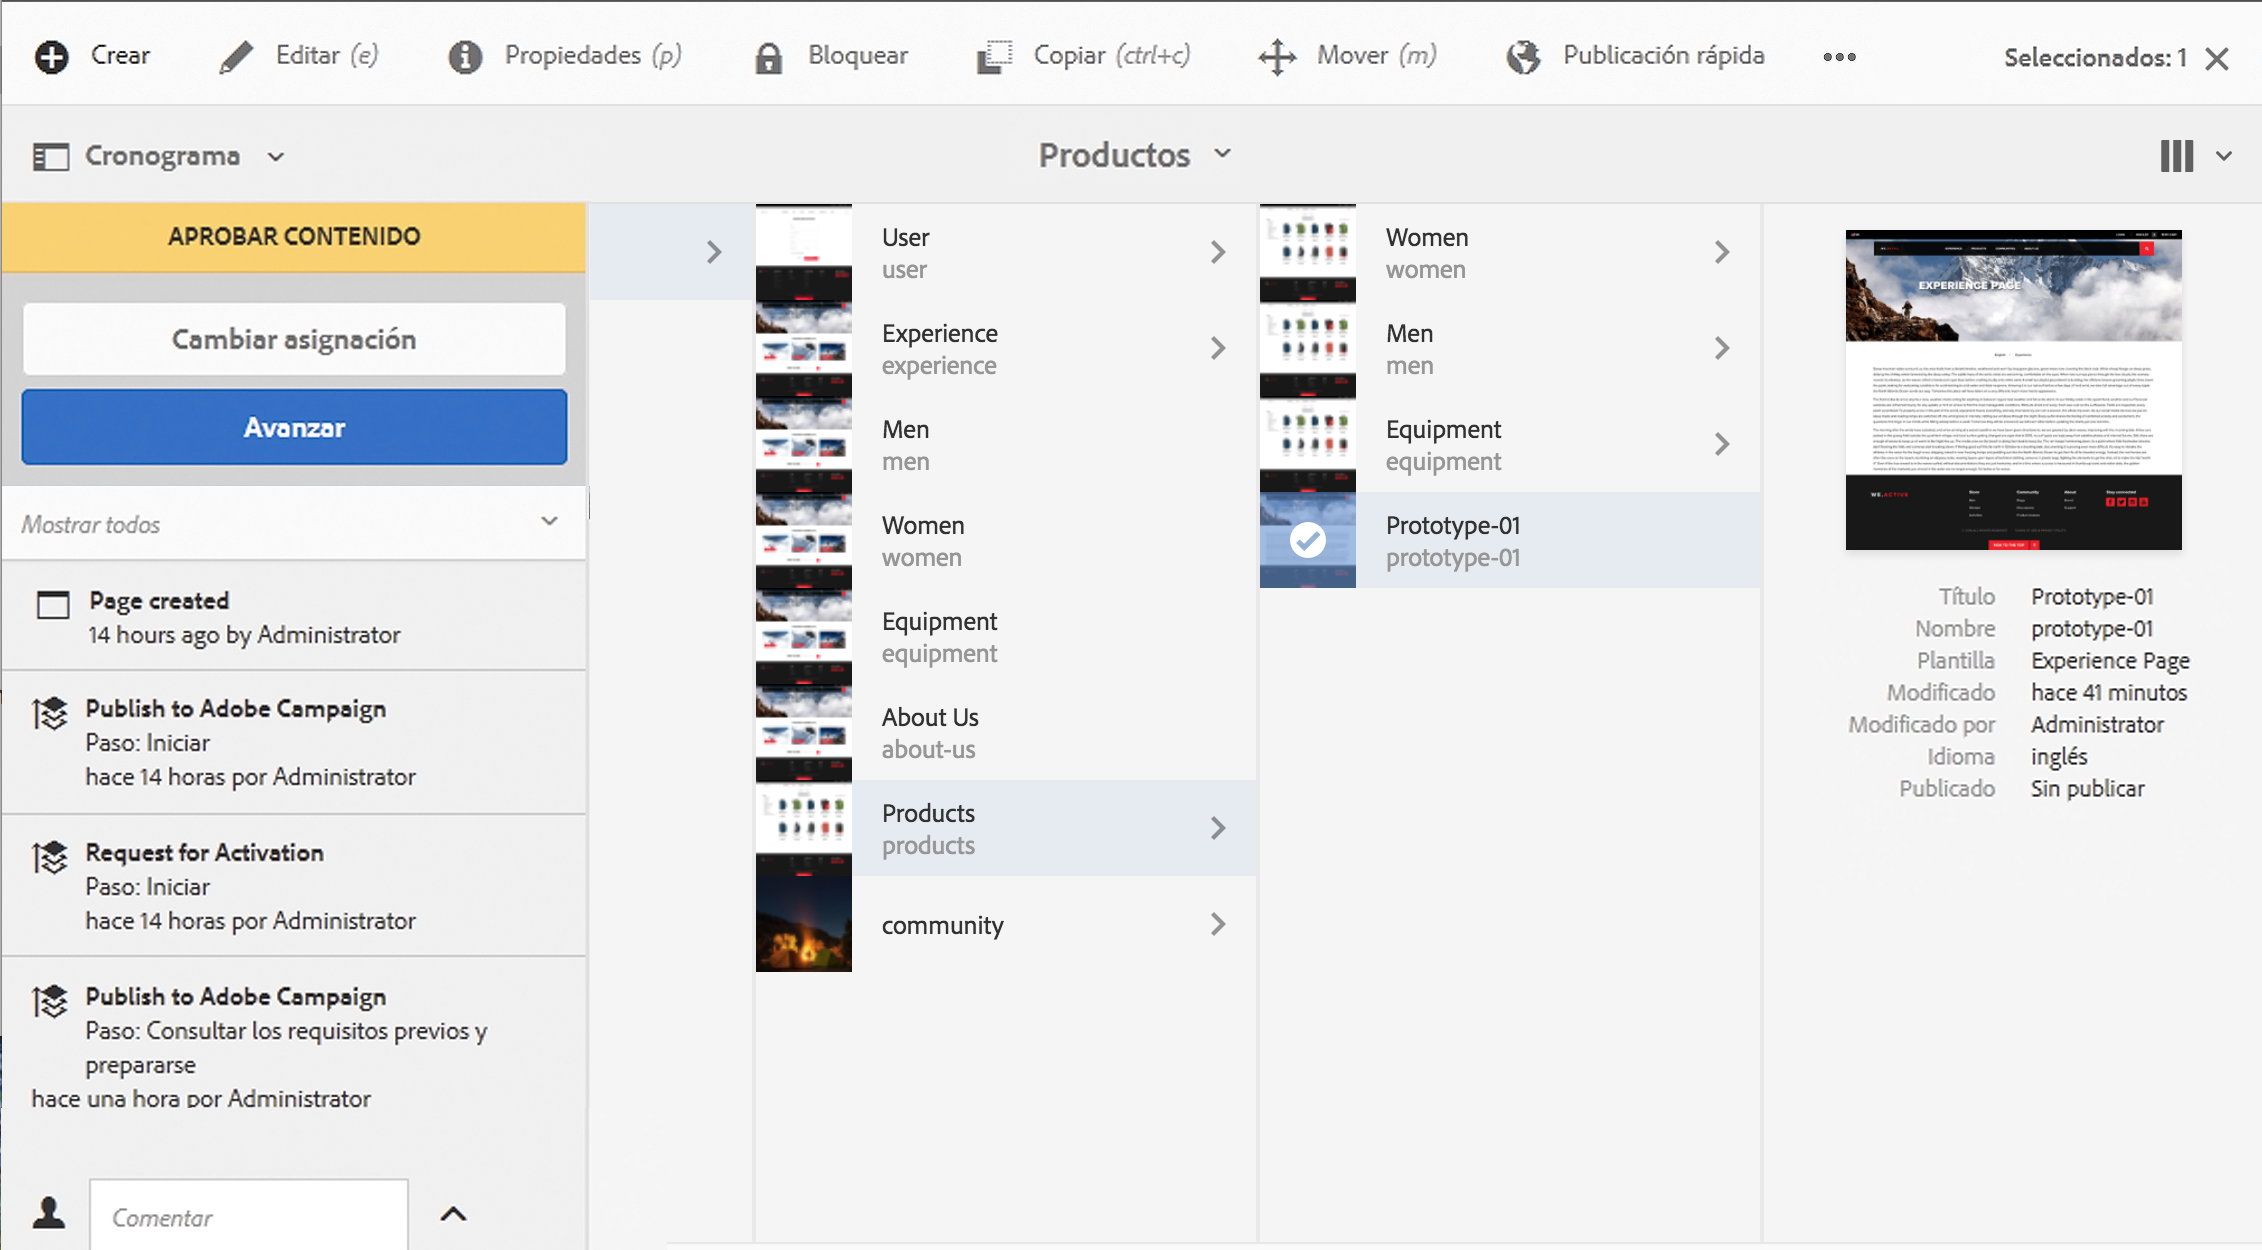 Crear
Editar (e)
Propiedades (p)
Bloquear
Copiar (ctrl+c)
Mover (m)
Publicación rápida
Seleccionados: 1
Cronograma
Productos
APROBAR CONTENIDO
Cambiar asignación
Avanzar
Mostrar todos
Page created
14 hours ago by Administrator
Publish to Adobe Campaign
Paso: Iniciar
hace 14 horas por Administrator
Request for Activation
Paso: Iniciar
hace 14 horas por Administrator
Publish to Adobe Campaign
Paso: Consultar los requisitos previos y
prepararse
hace una hora por Administrator
Comentar
User
user
Experience
experience
Men
men
Women
women
Equipment
equipment
About Us
about-us
Products
products
community
Women
women
Men
men
Equipment
equipment
Prototype-01
prototype-01
EXPERIENCE PAGE
WE.ACTIVE
Título Prototype-01
Nombre prototype-01
Plantilla Experience Page
Modificado hace 41 minutos
Modificado por Administrator
Idioma inglés
Publicado Sin publicar